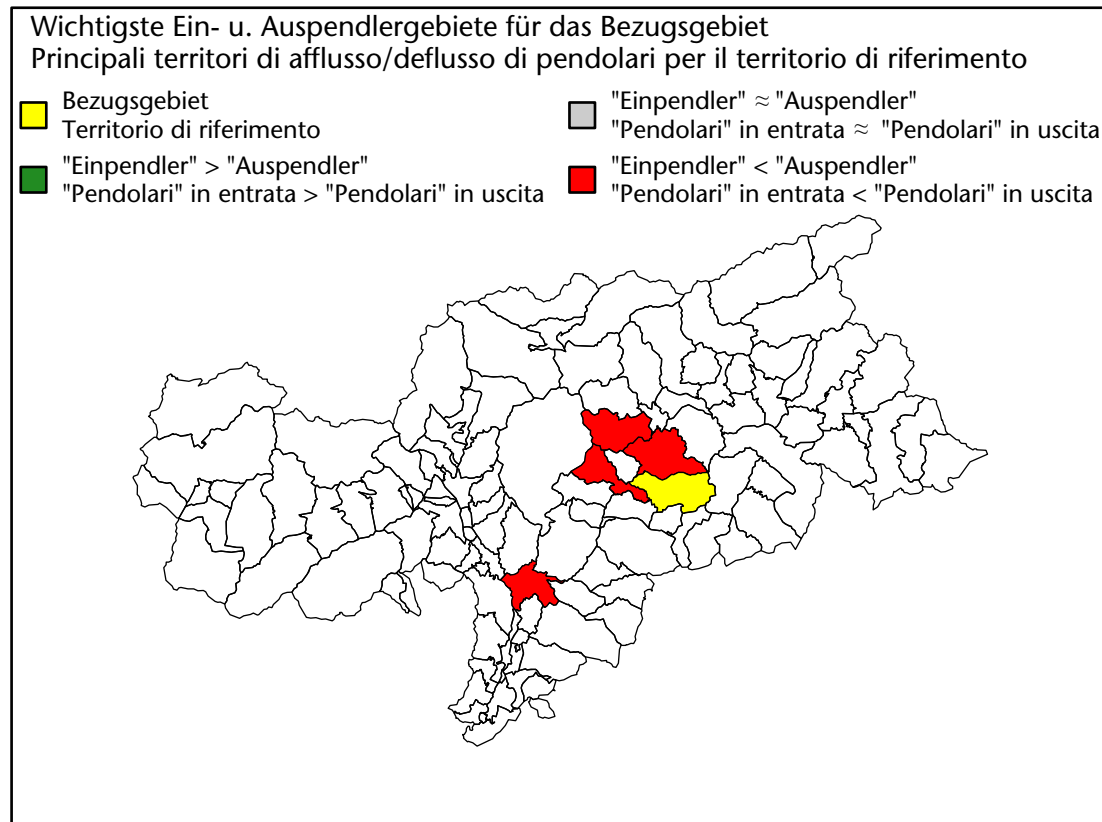 Wichtigste Ein- u. Auspendlergebiete für das Bezugsgebiet
Principali territori di afflusso/deflusso di pendolari per il territorio di riferimento
Bezugsgebiet
Territorio di riferimento
"Einpendler" > "Auspendler"
"Pendolari" in entrata > "Pendolari" in uscita
"Einpendler" ≈ "Auspendler"
"Pendolari" in entrata ≈ "Pendolari" in uscita
"Einpendler" < "Auspendler"
"Pendolari" in entrata < "Pendolari" in uscita